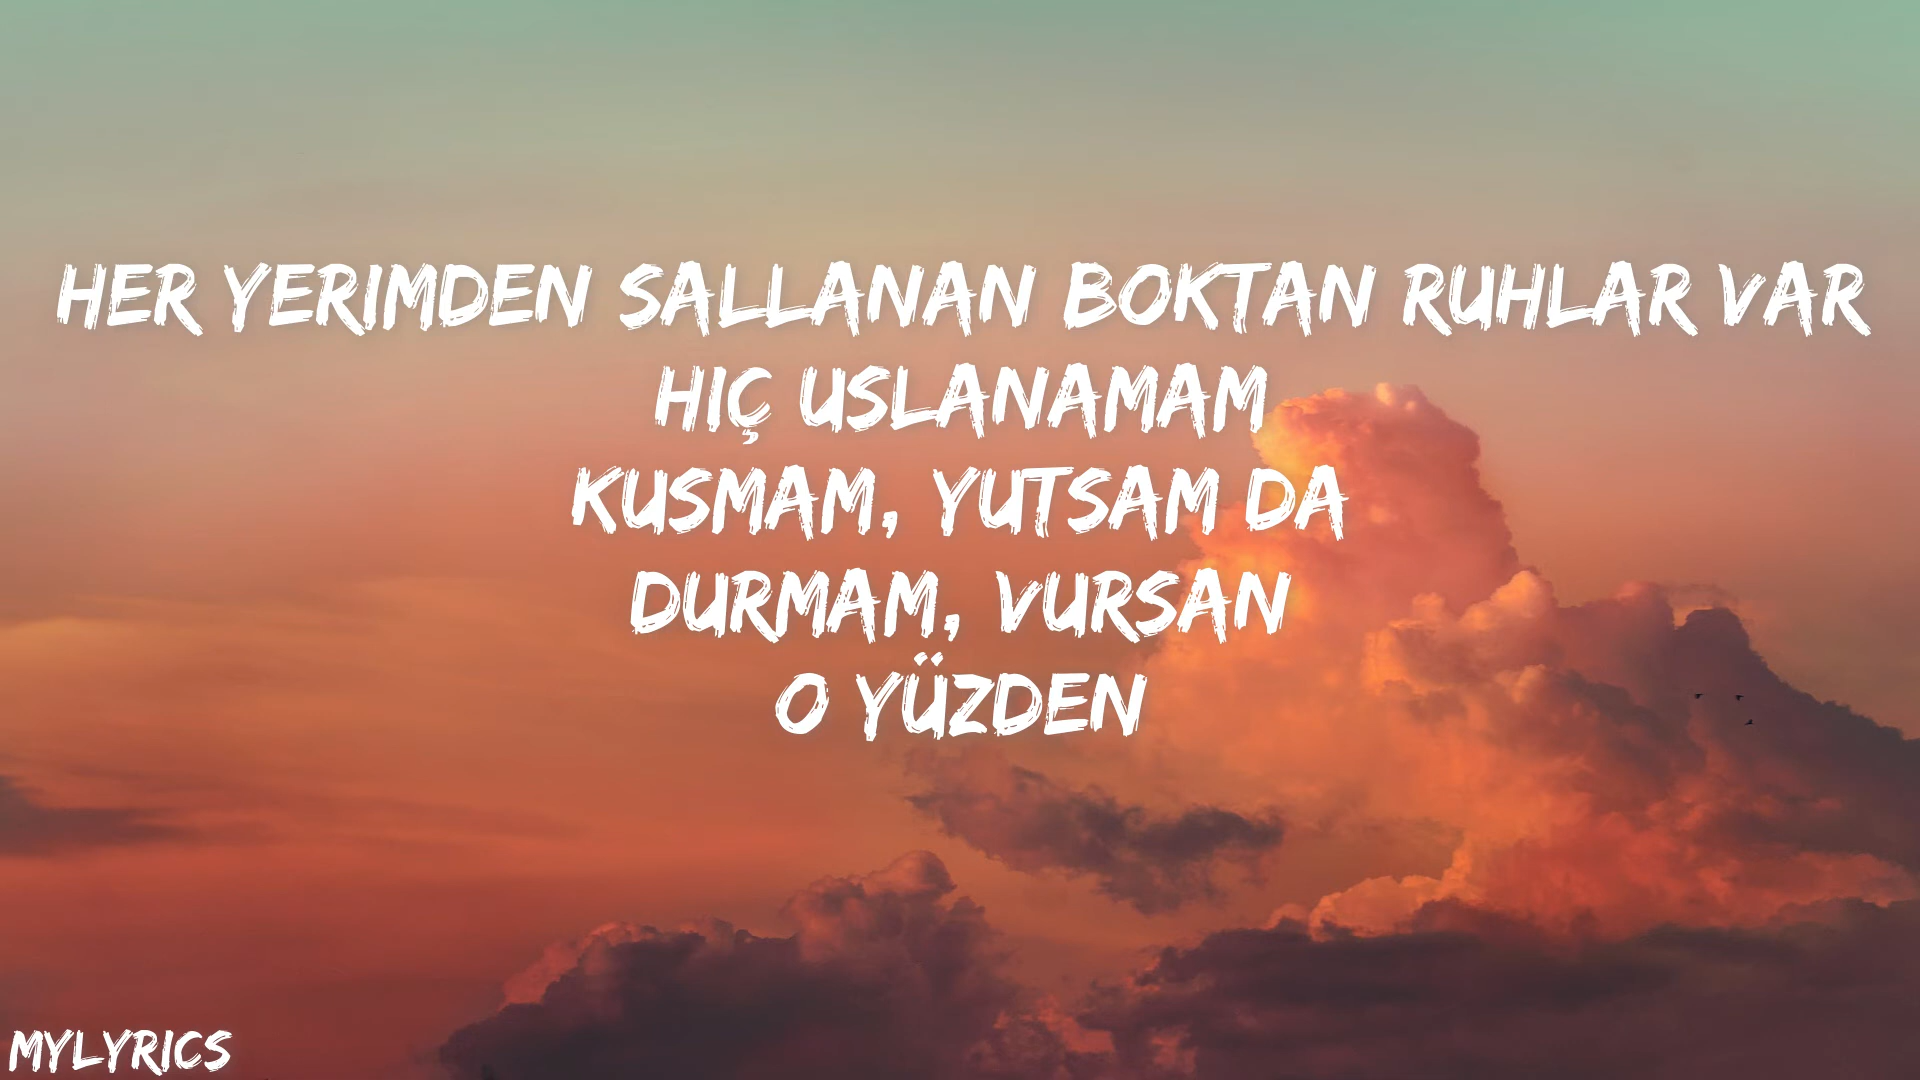 HER YERIMDEN SALLANAN BOKTAN RUHLAR VAR
HIÇ USLANAMAM
KUSMAM, YUTSAM DA
DURMAM, VURSAN
O YÜZDEN
MYLYRICS